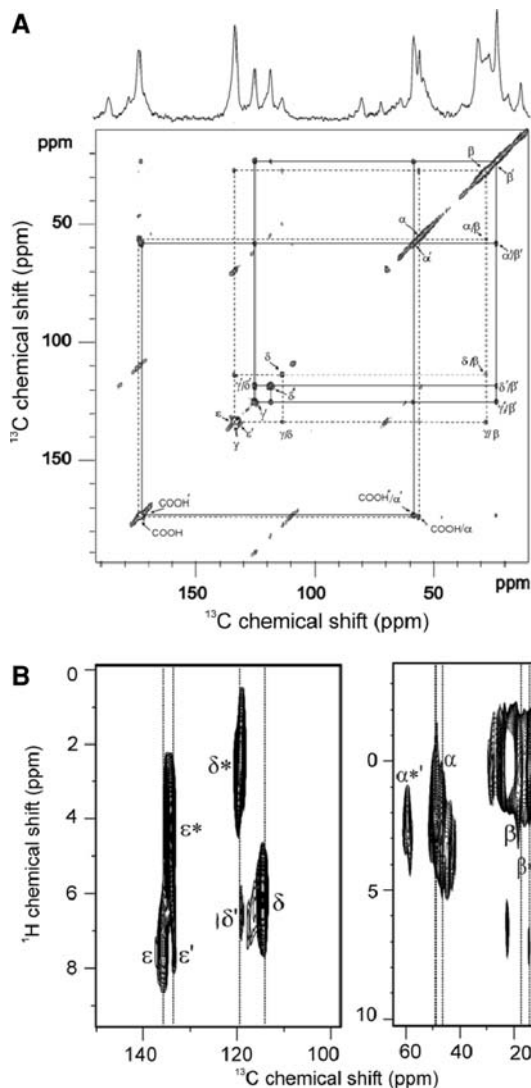 A
ppm
50
100
150
¹³C chemical shift (ppm)
β
β'
α
α'
α/β
α'/β'
δ
δ/β
γ'/δ'
δ'
δ'/β'
γ'/β'
ε
ε'
γ'
γ
γ/δ
γ/β
COOH'
COOH
COOH'/α'
COOH/α
150
100
50
ppm
¹³C chemical shift (ppm)
B
0
2
4
6
8
¹H chemical shift (ppm)
δ*
ε*
δ'
δ
ε
ε'
140
120
100
0
5
10
α*'
α
β
60
40
20
¹³C chemical shift (ppm)